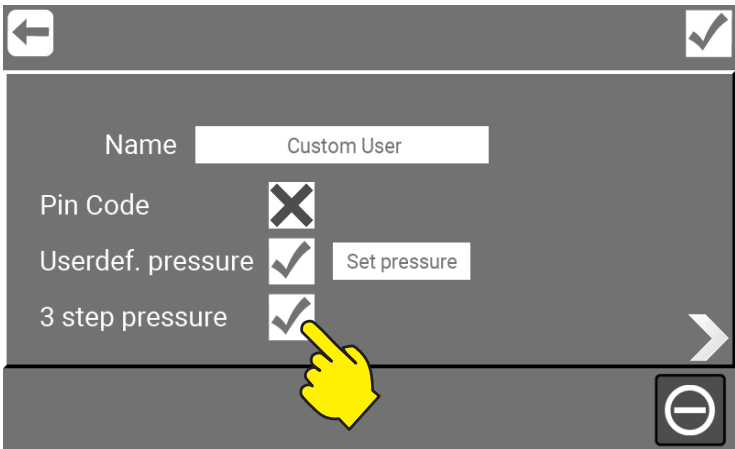 Name Custom User
Pin Code
Userdef. pressure Set pressure
3 step pressure